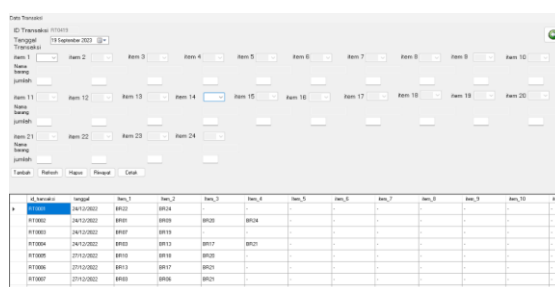 Data Transaksi
ID Transaksi RT0419
Tanggal Transaksi 19 September 2023
item 1 item 2 item 3 item 4 item 5 item 6 item 7 item 8 item 9 item 10
Nama barang
jumlah
item 11 item 12 item 13 item 14 item 15 item 16 item 17 item 18 item 19 item 20
Nama barang
jumlah
item 21 item 22 item 23 item 24
Nama barang
jumlah
Tambah Refresh Hapus Riwayat Cetak
id_transaksi tanggal Item_1 Item_2 Item_3 Item_4 Item_5 Item_6 Item_7 Item_8 Item_9 Item_10
RT0001 24/12/2022 BR22 BR24 - - - - - - - -
RT0002 24/12/2022 BR01 BR09 BR20 BR24 - - - - - -
RT0003 24/12/2022 BR07 BR19 - - - - - - - -
RT0004 24/12/2022 BR03 BR13 BR17 BR21 - - - - - -
RT0005 27/12/2022 BR10 BR18 BR20 - - - - - - -
RT0006 27/12/2022 BR13 BR17 BR21 - - - - - - -
RT0007 27/12/2022 BR03 BR06 BR21 - - - - - - -